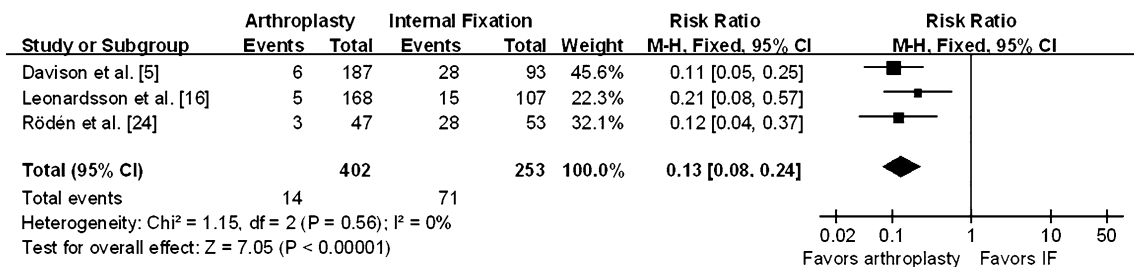 Arthroplasty Internal Fixation Risk Ratio Risk Ratio
Study or Subgroup Events Total Events Total Weight M-H, Fixed, 95% CI M-H, Fixed, 95% CI
Davison et al. [5] 6 187 28 93 45.6% 0.11 [0.05, 0.25]
Leonardsson et al. [16] 5 168 15 107 22.3% 0.21 [0.08, 0.57]
Rödén et al. [24] 3 47 28 53 32.1% 0.12 [0.04, 0.37]
Total (95% CI) 402 253 100.0% 0.13 [0.08, 0.24]
Total events 14 71
Heterogeneity: Chi² = 1.15, df = 2 (P = 0.56); I² = 0%
Test for overall effect: Z = 7.05 (P < 0.00001)
0.02 0.1 1 10 50
Favors arthroplasty Favors IF